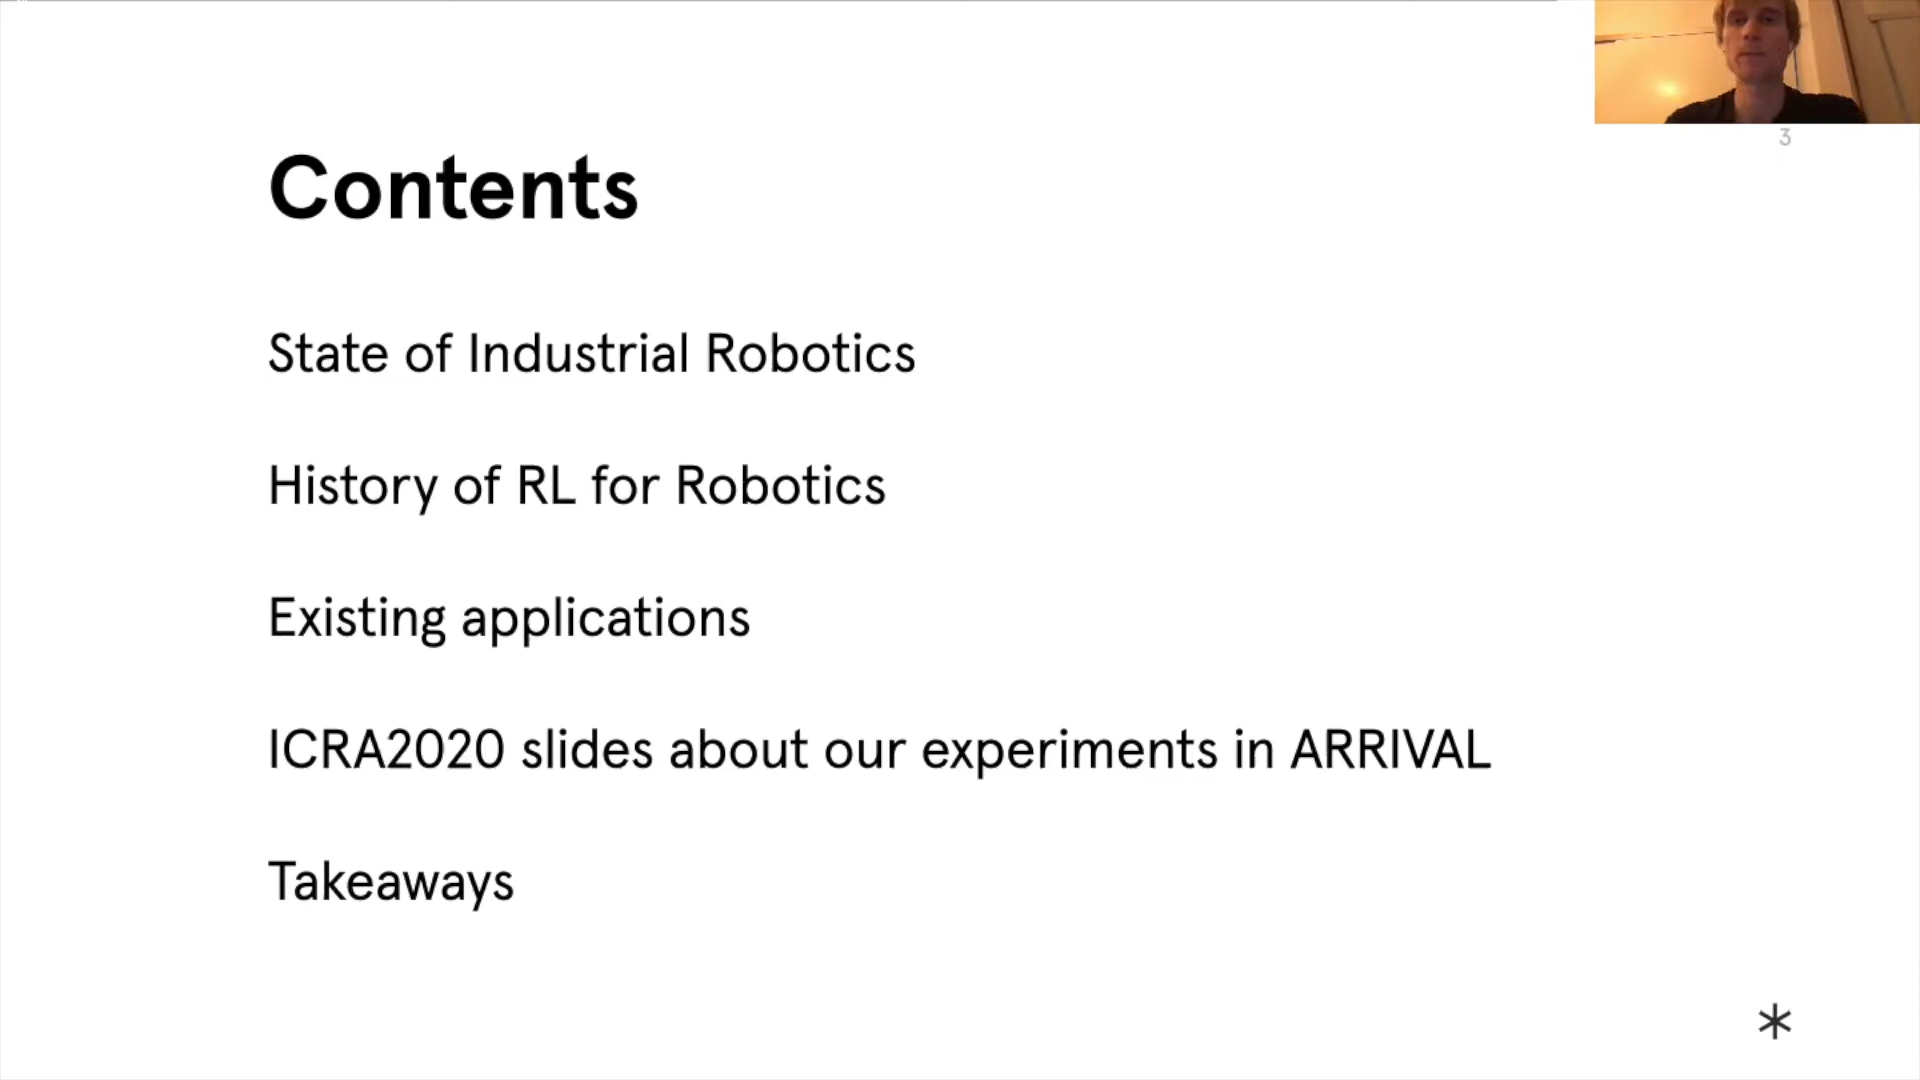 3
Contents
State of Industrial Robotics
History of RL for Robotics
Existing applications
ICRA2020 slides about our experiments in ARRIVAL
Takeaways